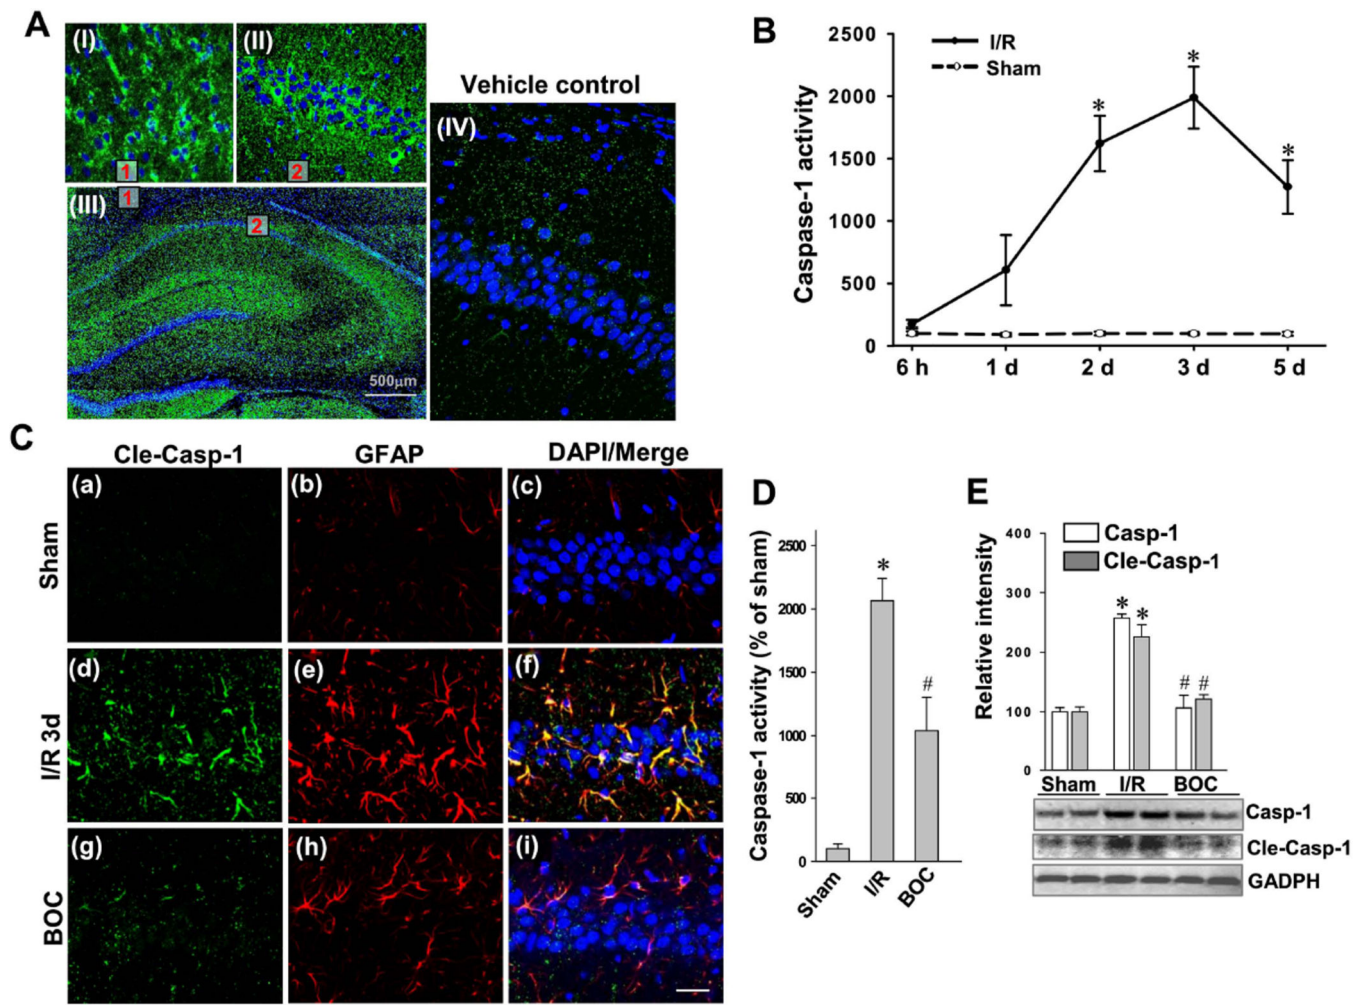 A
(I)
(II)
1
2
(III)
1
2
500μm
Vehicle control
(IV)
B
Caspase-1 activity
2500
2000
1500
1000
500
0
I/R
Sham
*
*
*
6 h
1 d
2 d
3 d
5 d
C
Cle-Casp-1
GFAP
DAPI/Merge
Sham
(a)
(b)
(c)
I/R 3d
(d)
(e)
(f)
BOC
(g)
(h)
(i)
D
Caspase-1 activity (% of sham)
2500
2000
1500
1000
500
0
*
#
Sham
I/R
BOC
E
Relative intensity
400
300
200
100
0
Casp-1
Cle-Casp-1
* *
# #
Sham
I/R
BOC
Casp-1
Cle-Casp-1
GADPH